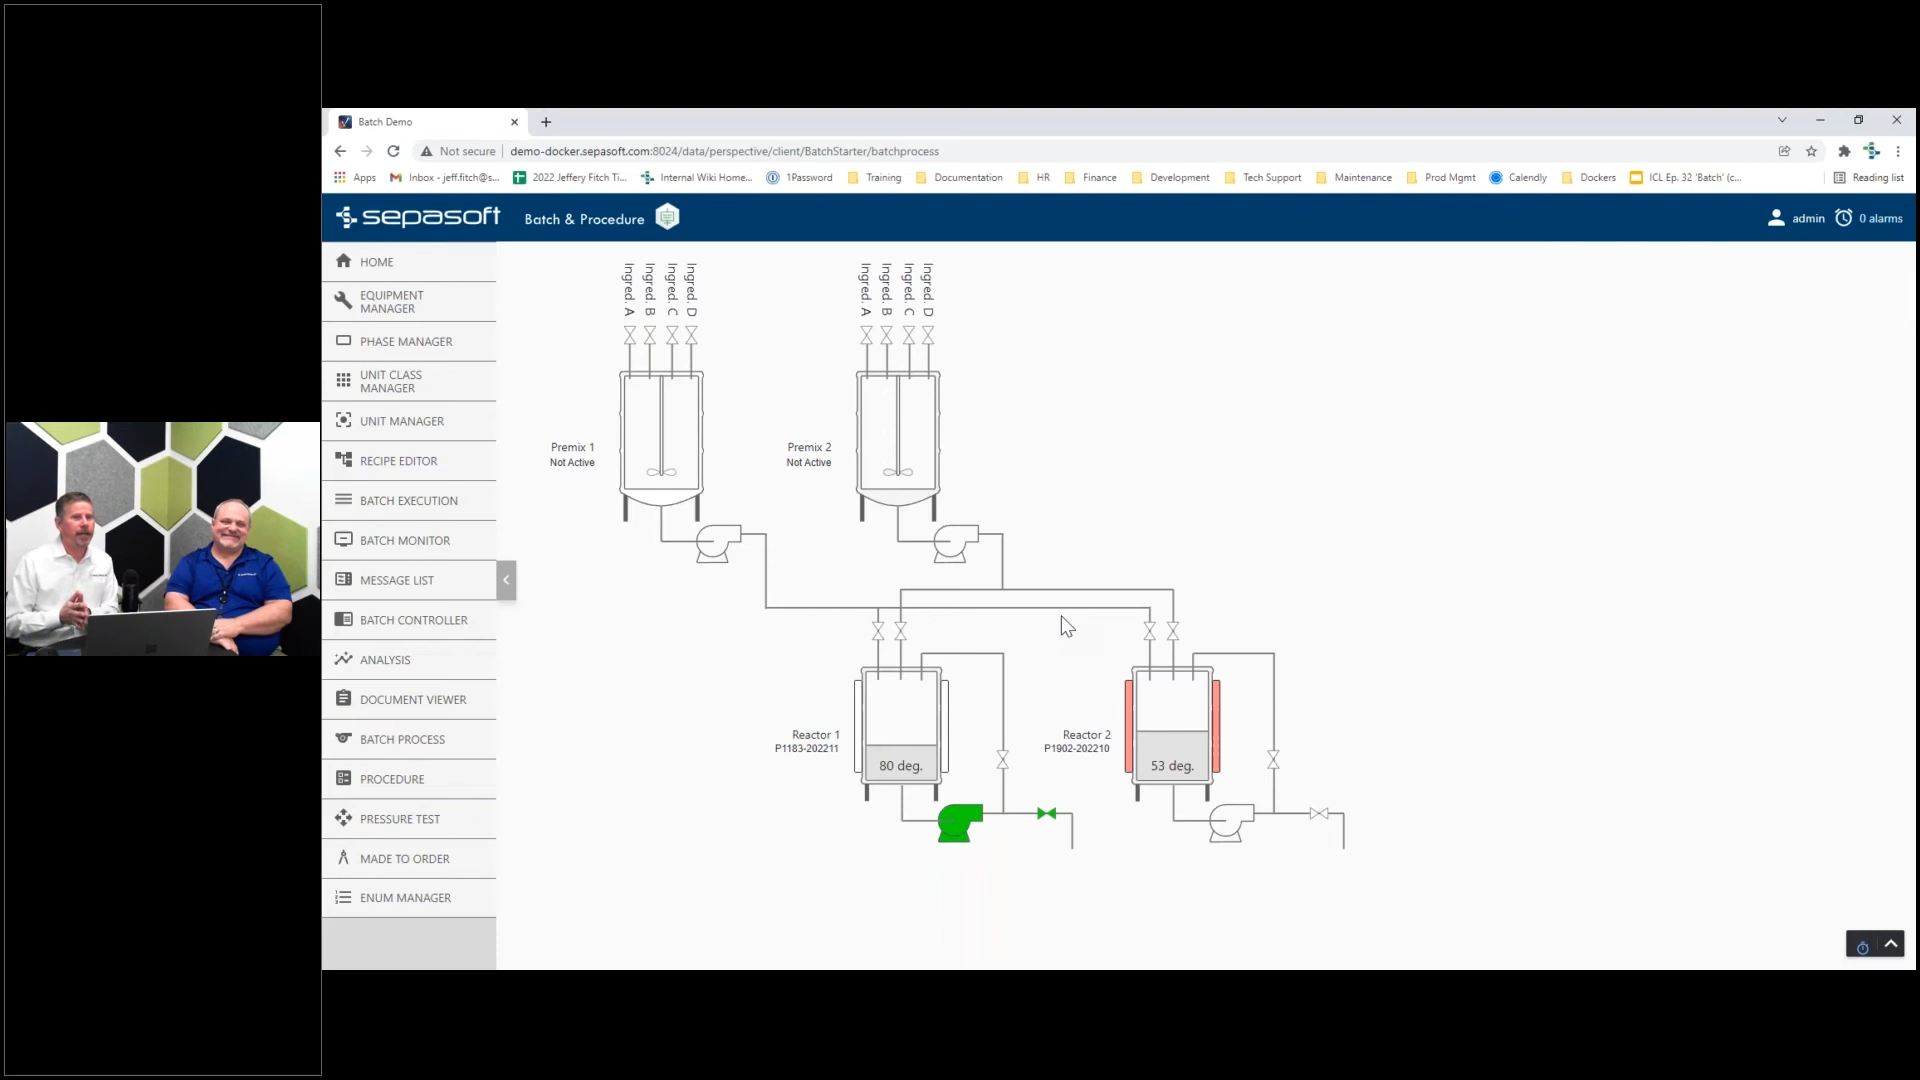 Batch Demo
Not secure
demo-docker.sepasoft.com:8024/data/perspective/client/BatchStarter/batchprocess
Apps
Inbox - jeff.fitch@s...
2022 Jeffery Fitch Ti...
Internal Wiki Home...
1Password
Training
Documentation
HR
Finance
Development
Tech Support
Maintenance
Prod Mgmt
Calendly
Dockers
ICL Ep. 32 'Batch' (c...
Reading list
sepasoft
Batch & Procedure
admin
0 alarms
HOME
EQUIPMENT
MANAGER
PHASE MANAGER
UNIT CLASS
MANAGER
UNIT MANAGER
RECIPE EDITOR
BATCH EXECUTION
BATCH MONITOR
MESSAGE LIST
BATCH CONTROLLER
ANALYSIS
DOCUMENT VIEWER
BATCH PROCESS
PROCEDURE
PRESSURE TEST
MADE TO ORDER
ENUM MANAGER
Ingred. A
Ingred. B
Ingred. C
Ingred. D
Ingred. A
Ingred. B
Ingred. C
Ingred. D
Premix 1
Not Active
Premix 2
Not Active
Reactor 1
P1183-202211
80 deg.
Reactor 2
P1902-202210
53 deg.